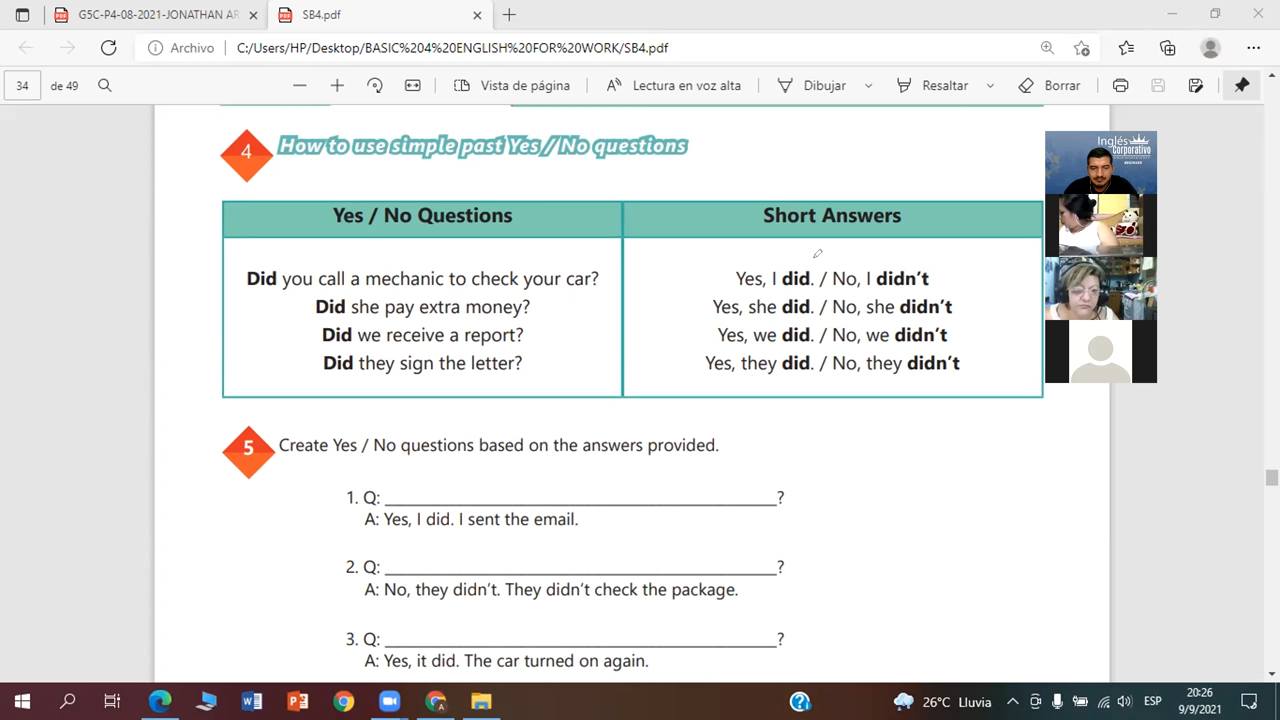 G5C-P4-08-2021-JONATHAN AR
SB4.pdf
Archivo
C:/Users/HP/Desktop/BASIC%204%20ENGLISH%20FOR%20WORK/SB4.pdf
34
de 49
Vista de página
Lectura en voz alta
Dibujar
Resaltar
Borrar
4
How to use simple past Yes / No questions
Yes / No Questions
Did you call a mechanic to check your car?
Did she pay extra money?
Did we receive a report?
Did they sign the letter?
Short Answers
Yes, I did. / No, I didn't
Yes, she did. / No, she didn't
Yes, we did. / No, we didn't
Yes, they did. / No, they didn't
Inglés
Corporativo
5
Create Yes / No questions based on the answers provided.
1. Q: ________________________________________?
A: Yes, I did. I sent the email.
2. Q: ________________________________________?
A: No, they didn't. They didn't check the package.
3. Q: ________________________________________?
A: Yes, it did. The car turned on again.
26°C Lluvia
ESP
20:26
9/9/2021